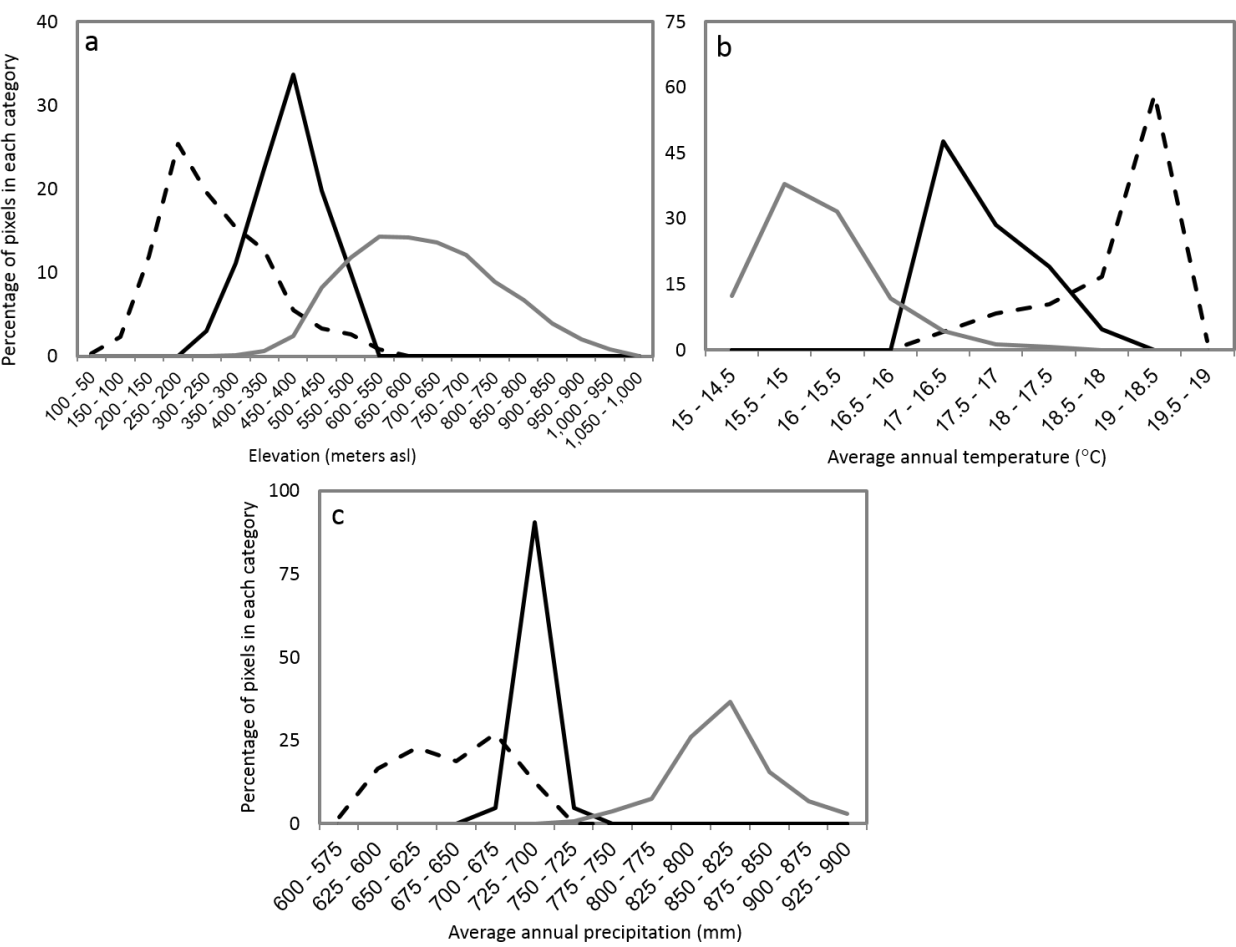 a
Percentage of pixels in each category
40
30
20
10
0
100 - 50
150 - 100
200 - 150
250 - 200
300 - 250
350 - 300
400 - 350
450 - 400
500 - 450
550 - 500
600 - 550
650 - 600
700 - 650
750 - 700
800 - 750
850 - 800
900 - 850
950 - 900
1,000 - 950
1,050 - 1,000
Elevation (meters asl)
b
75
60
45
30
15
0
15 - 14.5
15.5 - 15
16 - 15.5
16.5 - 16
17 - 16.5
17.5 - 17
18 - 17.5
18.5 - 18
19 - 18.5
19.5 - 19
Average annual temperature (°C)
c
Percentage of pixels in each category
100
75
50
25
0
600 - 575
625 - 600
650 - 625
675 - 650
700 - 675
725 - 700
750 - 725
775 - 750
800 - 775
825 - 800
850 - 825
875 - 850
900 - 875
925 - 900
Average annual precipitation (mm)